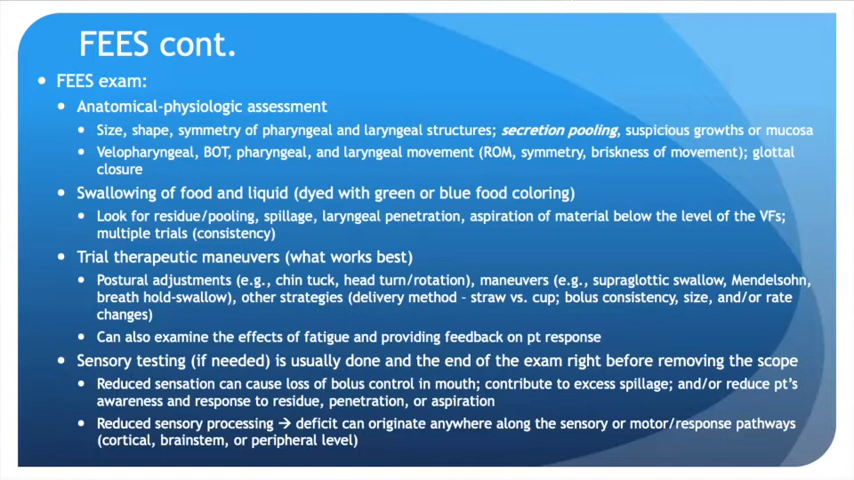 FEES cont.
FEES exam:
Anatomical-physiologic assessment
Size, shape, symmetry of pharyngeal and laryngeal structures; secretion pooling, suspicious growths or mucosa
Velopharyngeal, BOT, pharyngeal, and laryngeal movement (ROM, symmetry, briskness of movement); glottal
closure
Swallowing of food and liquid (dyed with green or blue food coloring)
Look for residue/pooling, spillage, laryngeal penetration, aspiration of material below the level of the VFs;
multiple trials (consistency)
Trial therapeutic maneuvers (what works best)
Postural adjustments (e.g., chin tuck, head turn/rotation), maneuvers (e.g., supraglottic swallow, Mendelsohn,
breath hold-swallow), other strategies (delivery method – straw vs. cup; bolus consistency, size, and/or rate
changes)
Can also examine the effects of fatigue and providing feedback on pt response
Sensory testing (if needed) is usually done and the end of the exam right before removing the scope
Reduced sensation can cause loss of bolus control in mouth; contribute to excess spillage; and/or reduce pt's
awareness and response to residue, penetration, or aspiration
Reduced sensory processing → deficit can originate anywhere along the sensory or motor/response pathways
(cortical, brainstem, or peripheral level)